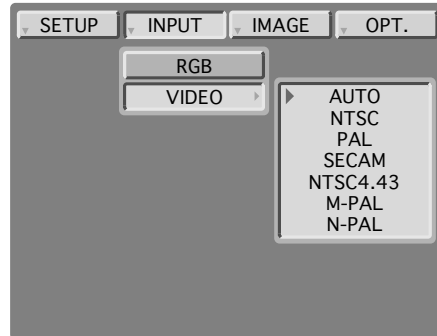 SETUP INPUT IMAGE OPT.
RGB
VIDEO
AUTO
NTSC
PAL
SECAM
NTSC4.43
M-PAL
N-PAL